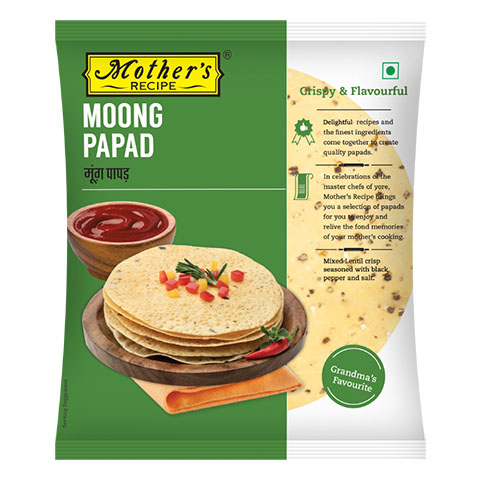 Mother's
RECIPE
®
MOONG
PAPAD
मूंग पापड़
Crispy & Flavourful
Delightful recipes and
the finest ingredients
come together to create
quality papads.
In celebrations of the
master chefs of yore,
Mother's Recipe brings
you a selection of papads
for you to enjoy and
relive the fond memories
of your mother's cooking.
Mixed Lentil crisp
seasoned with black
pepper and salt.
Grandma's
Favourite
Serving Suggestion